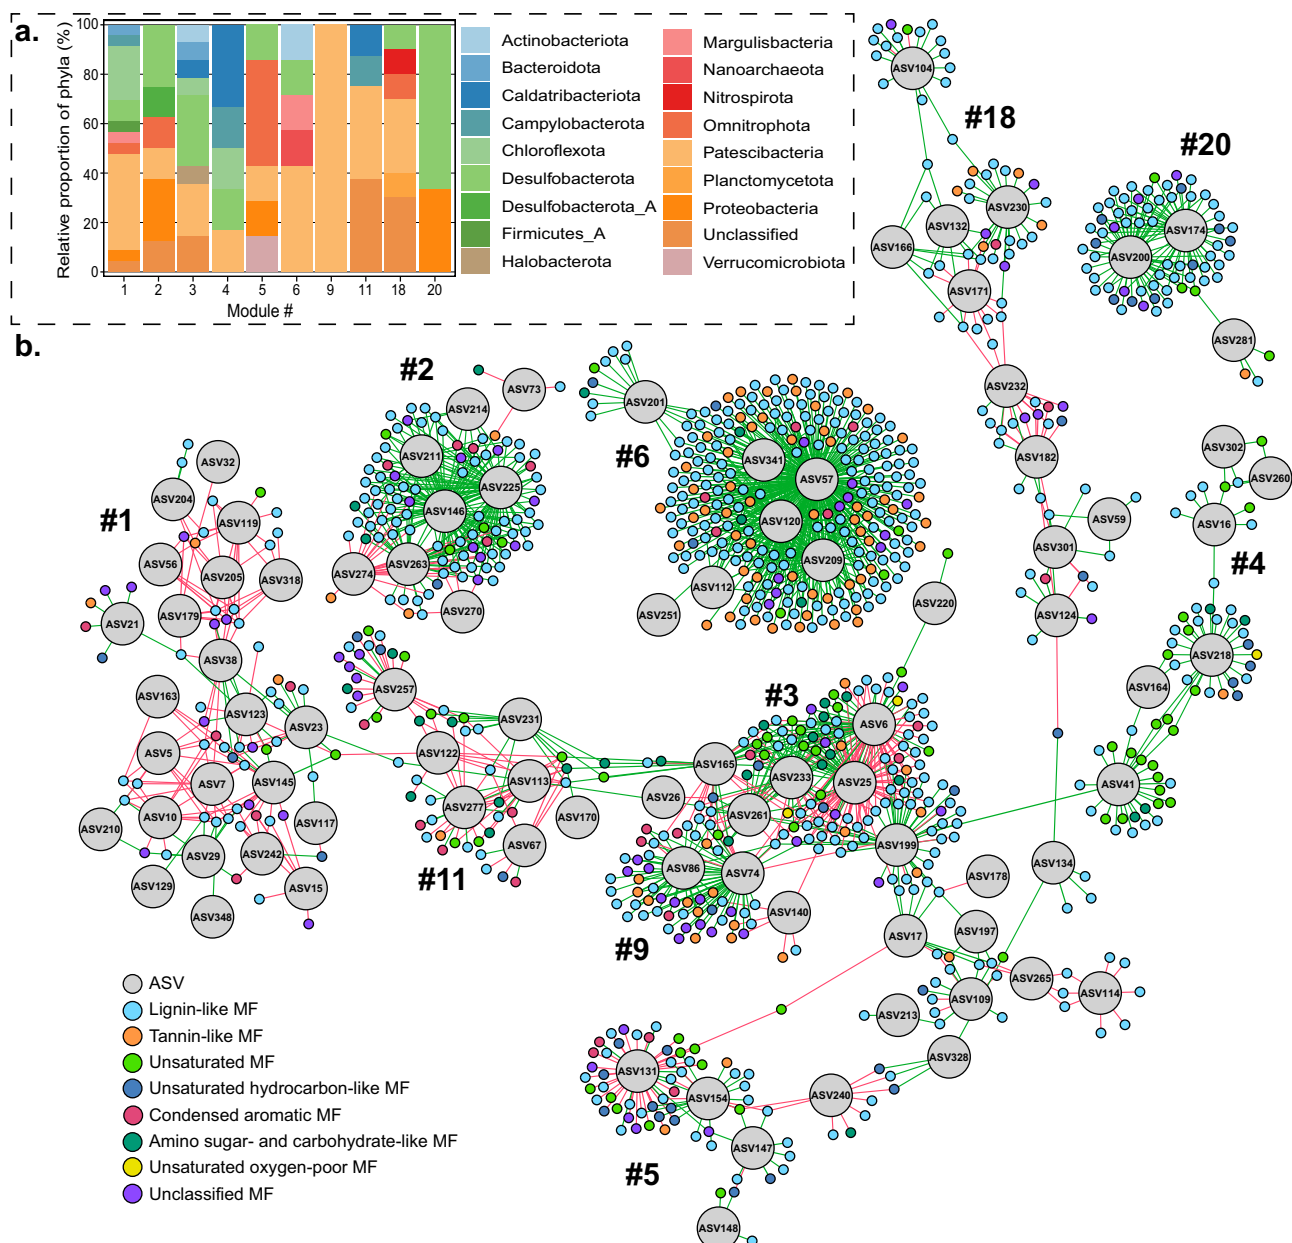 a.
Relative proportion of phyla (%)
100
80
60
40
20
0
1 2 3 4 5 6 9 11 18 20
Module #
Actinobacteriota
Bacteroidota
Caldatribacteriota
Campylobacterota
Chloroflexota
Desulfobacterota
Desulfobacterota_A
Firmicutes_A
Halobacterota
Margulisbacteria
Nanoarchaeota
Nitrospirota
Omnitrophota
Patescibacteria
Planctomycetota
Proteobacteria
Unclassified
Verrucomicrobiota
b.
#18
ASV104
ASV230
ASV132
ASV166
ASV171
ASV232
ASV182
ASV59
ASV301
ASV124
#20
ASV174
ASV200
ASV281
#2
ASV73
ASV214
ASV211
ASV225
ASV146
ASV263
ASV274
ASV270
#6
ASV201
ASV341
ASV57
ASV120
ASV209
ASV112
ASV251
ASV220
#4
ASV302
ASV260
ASV16
ASV218
ASV164
ASV41
#1
ASV32
ASV204
ASV119
ASV56
ASV205
ASV318
ASV21
ASV179
ASV38
ASV163
ASV123
ASV23
ASV5
ASV7
ASV145
ASV10
ASV210
ASV117
ASV29
ASV242
ASV129
ASV15
ASV348
#11
ASV257
ASV231
ASV122
ASV113
ASV277
ASV170
ASV67
#3
ASV6
ASV165
ASV233
ASV25
ASV26
ASV261
ASV199
#9
ASV86
ASV74
ASV140
ASV178
ASV134
ASV17
ASV197
ASV265
ASV114
ASV109
ASV213
ASV328
#5
ASV131
ASV154
ASV240
ASV147
ASV148
ASV
Lignin-like MF
Tannin-like MF
Unsaturated MF
Unsaturated hydrocarbon-like MF
Condensed aromatic MF
Amino sugar- and carbohydrate-like MF
Unsaturated oxygen-poor MF
Unclassified MF